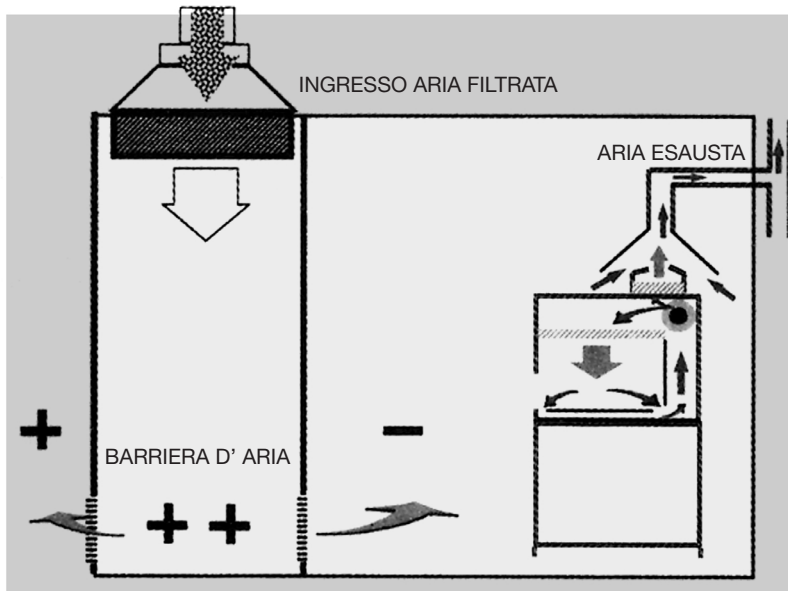 INGRESSO ARIA FILTRATA
ARIA ESAUSTA
+
−
BARRIERA D’ ARIA
+ +